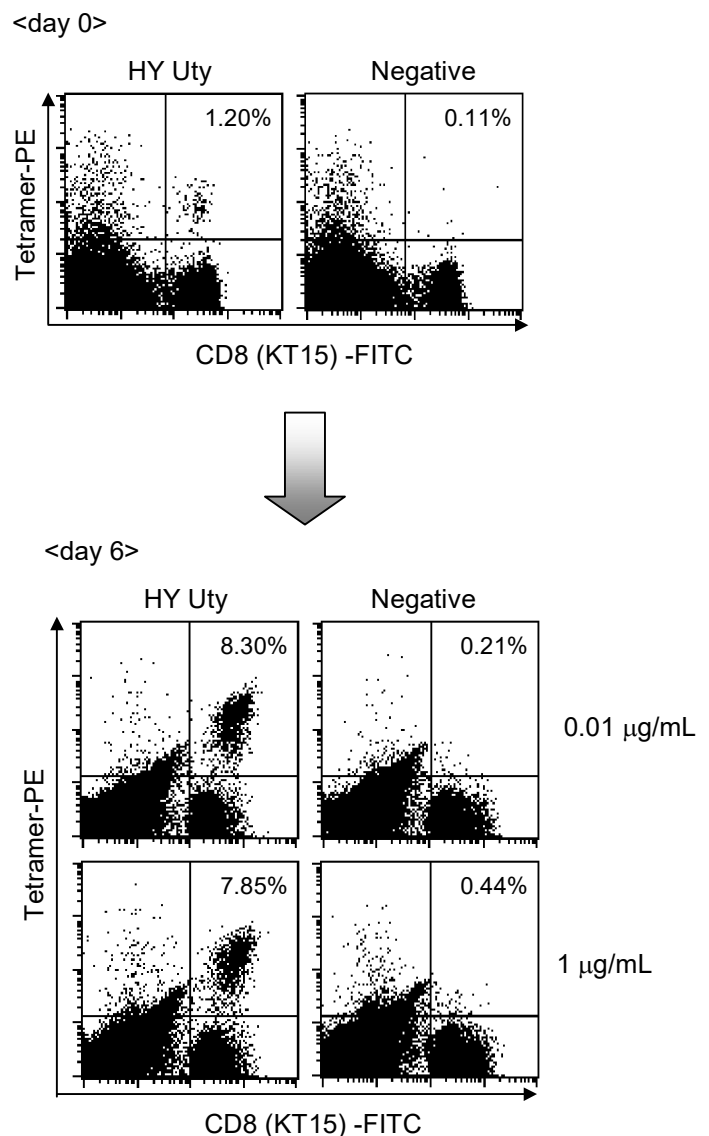 <day 0>
HY Uty
Negative
1.20%
0.11%
Tetramer-PE
CD8 (KT15) -FITC
<day 6>
HY Uty
Negative
8.30%
0.21%
0.01 μg/mL
Tetramer-PE
7.85%
0.44%
1 μg/mL
CD8 (KT15) -FITC